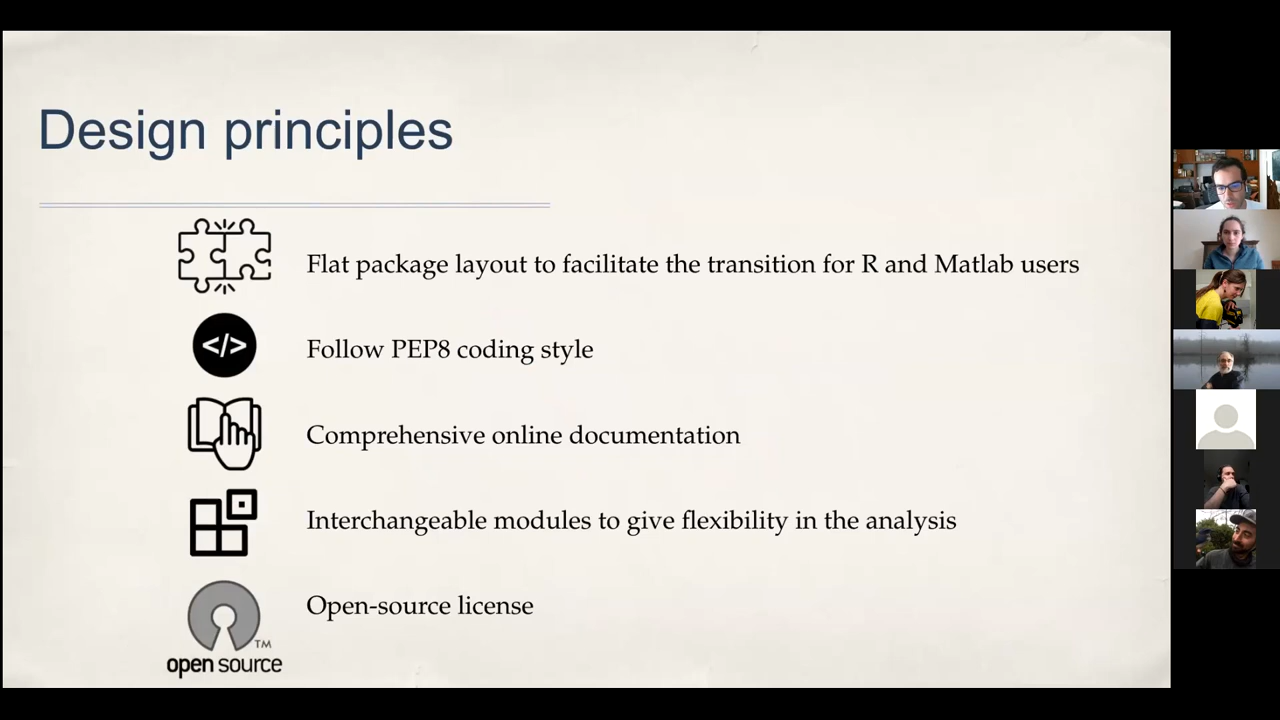 Design principles
Flat package layout to facilitate the transition for R and Matlab users
</>
Follow PEP8 coding style
Comprehensive online documentation
Interchangeable modules to give flexibility in the analysis
Open-source license
TM
open source